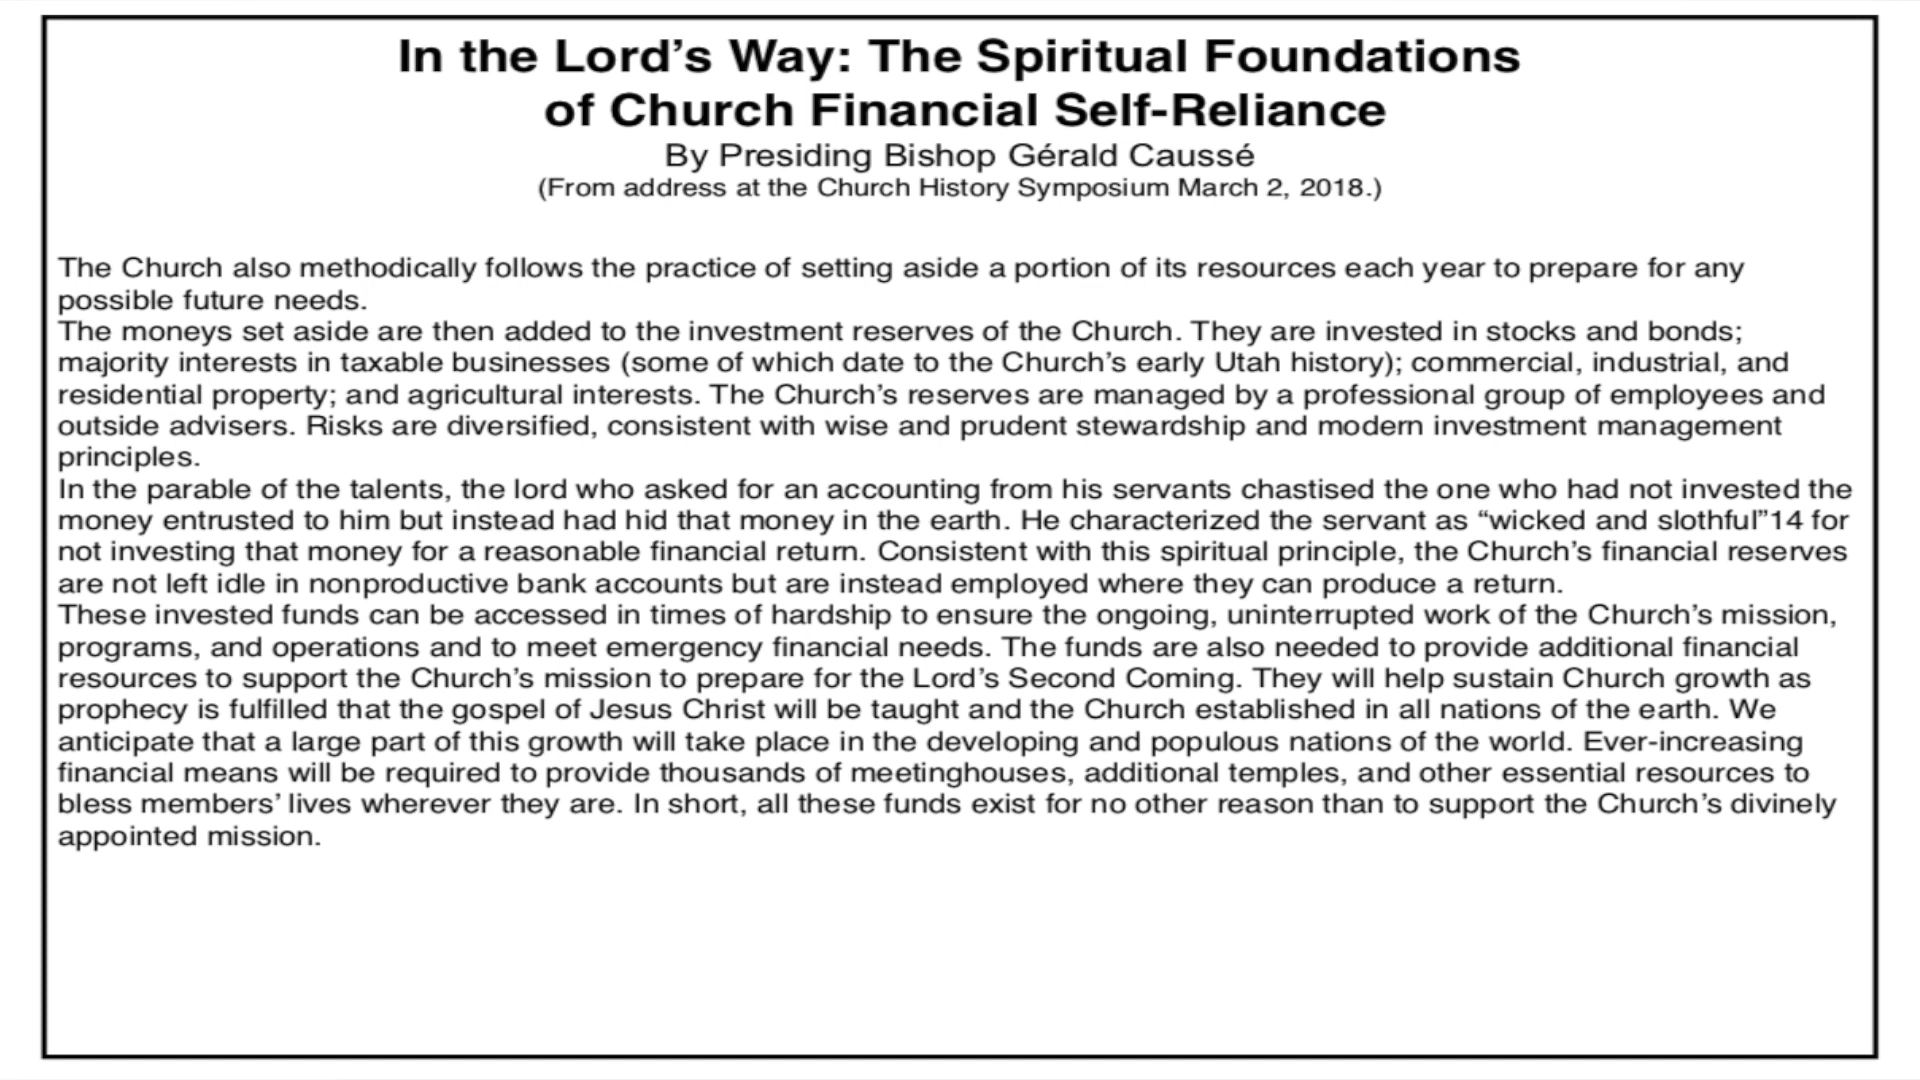 In the Lord’s Way: The Spiritual Foundations
of Church Financial Self-Reliance
By Presiding Bishop Gérald Caussé
(From address at the Church History Symposium March 2, 2018.)
The Church also methodically follows the practice of setting aside a portion of its resources each year to prepare for any
possible future needs.
The moneys set aside are then added to the investment reserves of the Church. They are invested in stocks and bonds;
majority interests in taxable businesses (some of which date to the Church’s early Utah history); commercial, industrial, and
residential property; and agricultural interests. The Church’s reserves are managed by a professional group of employees and
outside advisers. Risks are diversified, consistent with wise and prudent stewardship and modern investment management
principles.
In the parable of the talents, the lord who asked for an accounting from his servants chastised the one who had not invested the
money entrusted to him but instead had hid that money in the earth. He characterized the servant as “wicked and slothful”14 for
not investing that money for a reasonable financial return. Consistent with this spiritual principle, the Church’s financial reserves
are not left idle in nonproductive bank accounts but are instead employed where they can produce a return.
These invested funds can be accessed in times of hardship to ensure the ongoing, uninterrupted work of the Church’s mission,
programs, and operations and to meet emergency financial needs. The funds are also needed to provide additional financial
resources to support the Church’s mission to prepare for the Lord’s Second Coming. They will help sustain Church growth as
prophecy is fulfilled that the gospel of Jesus Christ will be taught and the Church established in all nations of the earth. We
anticipate that a large part of this growth will take place in the developing and populous nations of the world. Ever-increasing
financial means will be required to provide thousands of meetinghouses, additional temples, and other essential resources to
bless members’ lives wherever they are. In short, all these funds exist for no other reason than to support the Church’s divinely
appointed mission.